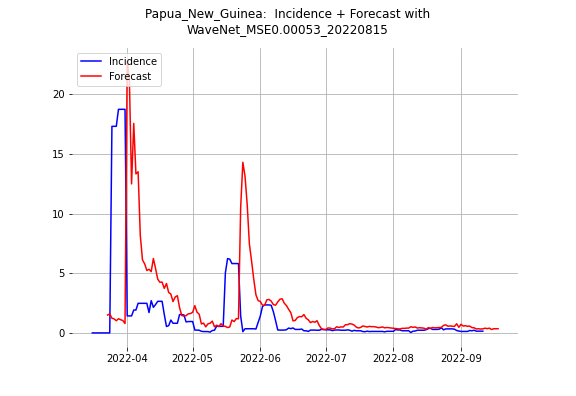 Papua_New_Guinea:  Incidence + Forecast with
WaveNet_MSE0.00053_20220815
Incidence
Forecast
20
15
10
5
0
2022-04
2022-05
2022-06
2022-07
2022-08
2022-09